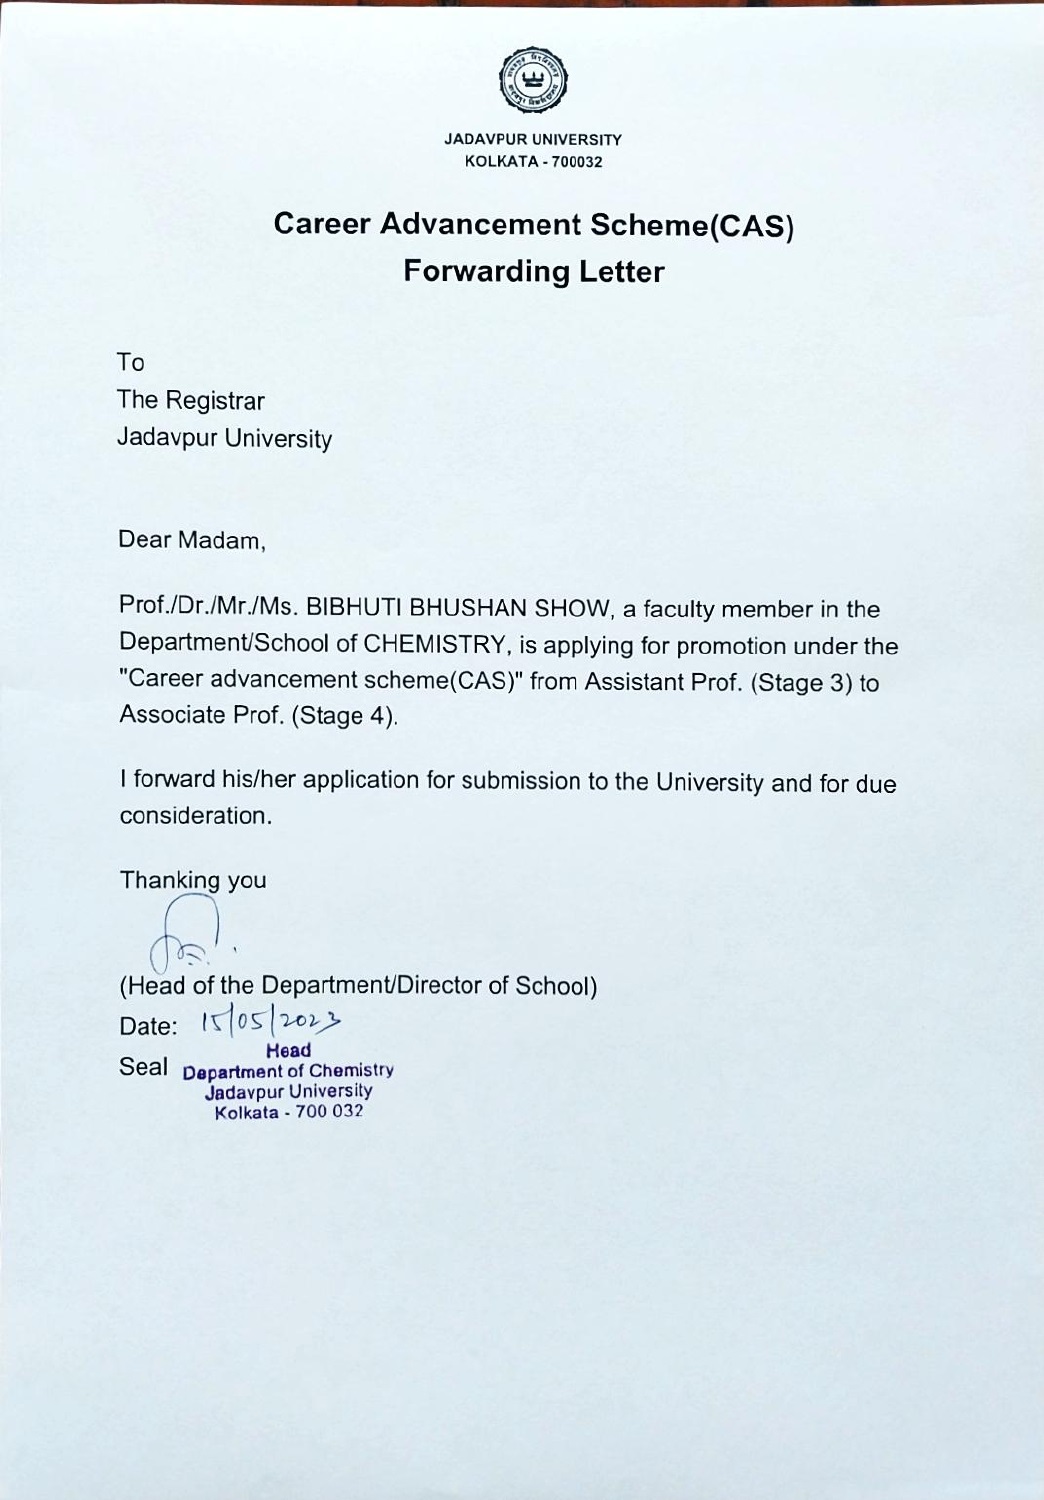 JADAVPUR UNIVERSITY
KOLKATA - 700032
Career Advancement Scheme(CAS)
Forwarding Letter
To
The Registrar
Jadavpur University
Dear Madam,
Prof./Dr./Mr./Ms. BIBHUTI BHUSHAN SHOW, a faculty member in the
Department/School of CHEMISTRY, is applying for promotion under the
"Career advancement scheme(CAS)" from Assistant Prof. (Stage 3) to
Associate Prof. (Stage 4).
I forward his/her application for submission to the University and for due
consideration.
Thanking you
(Head of the Department/Director of School)
Date: 15/05/2023
Seal
Head
Department of Chemistry
Jadavpur University
Kolkata - 700 032